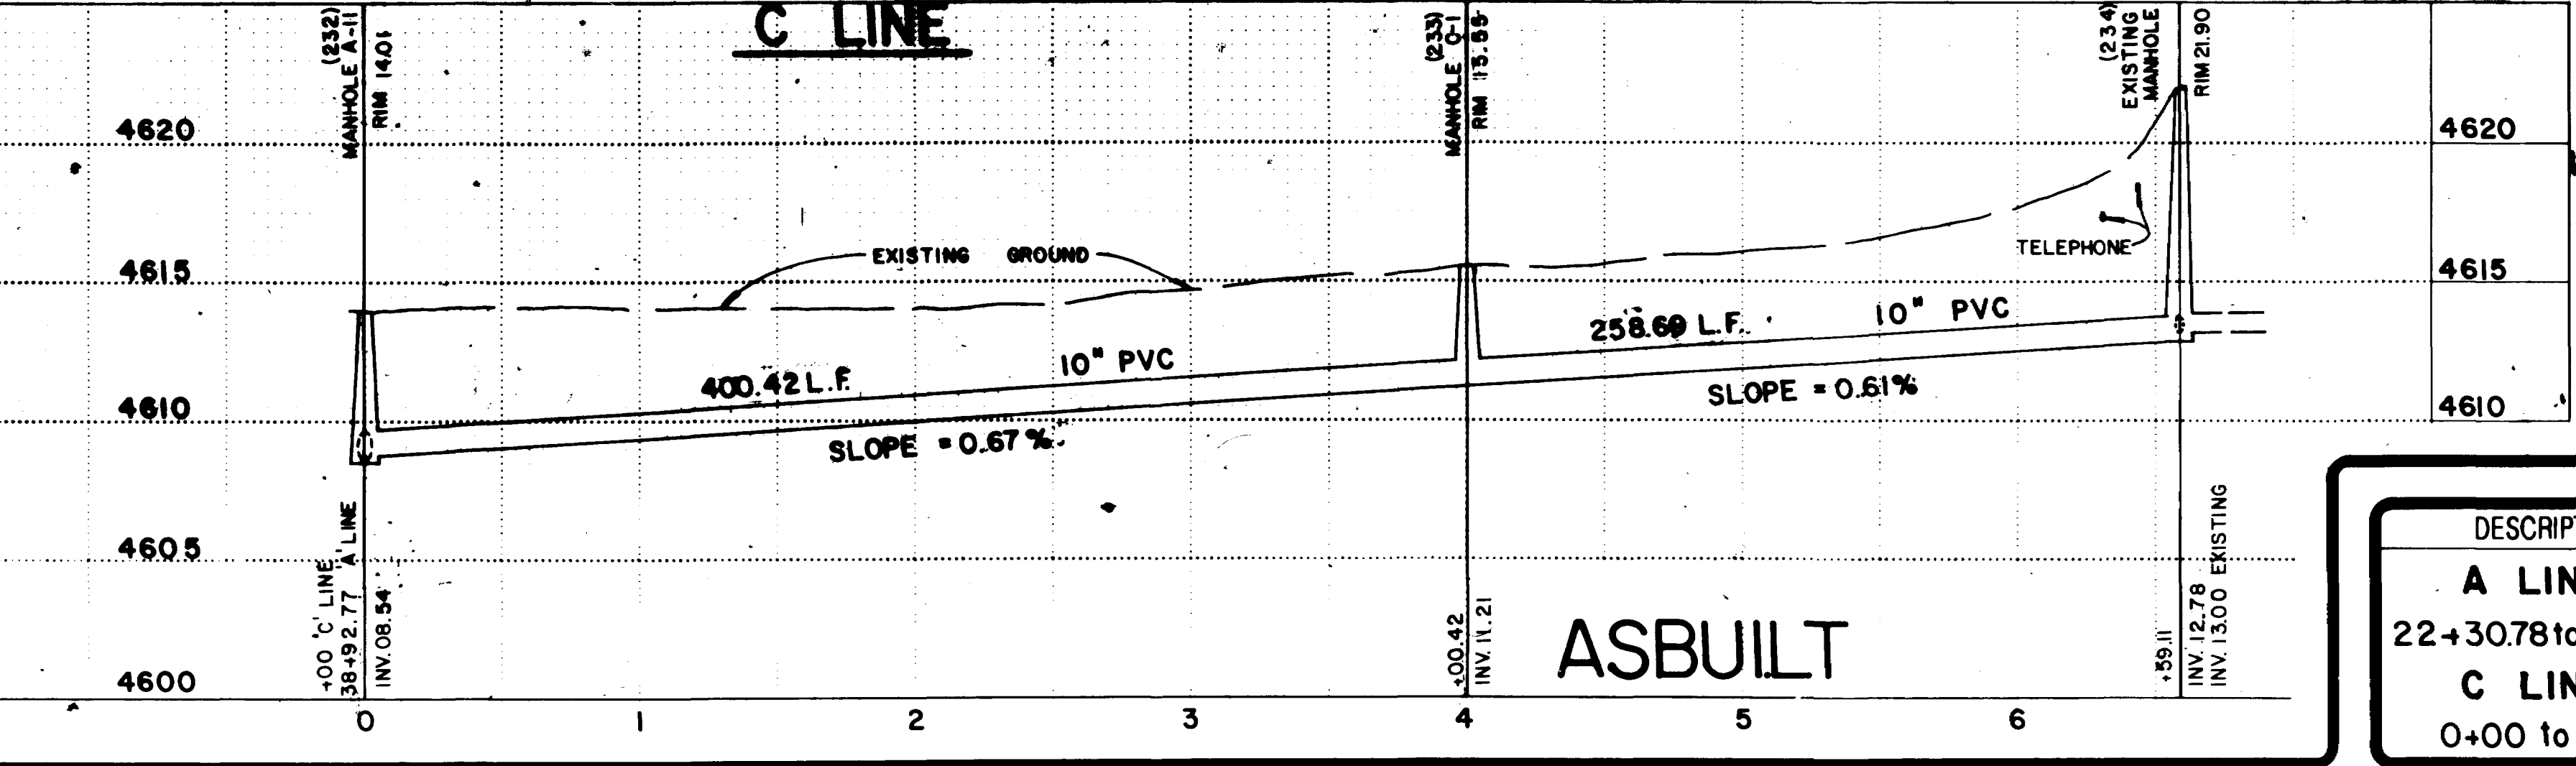 C LINE
(232)
MANHOLE A-11
RIM 14.01
(233)
MANHOLE C-1
RIM 15.55
(234)
EXISTING
MANHOLE
RIM 21.90
4620
4620
EXISTING GROUND
TELEPHONE
4615
4615
258.69 L.F.
10" PVC
10" PVC
400.42 L.F.
SLOPE = 0.61%
4610
4610
SLOPE = 0.67%
4605
+00 'C' LINE
38+92.77 'A' LINE
INV. 08.54
+00.42
INV. 11.21
ASBUILT
+59.11
INV. 12.78
INV. 13.00 EXISTING
4600
0
1
2
3
4
5
6
DESCRIPT
A LIN
22+30.78 to
C LIN
0+00 to